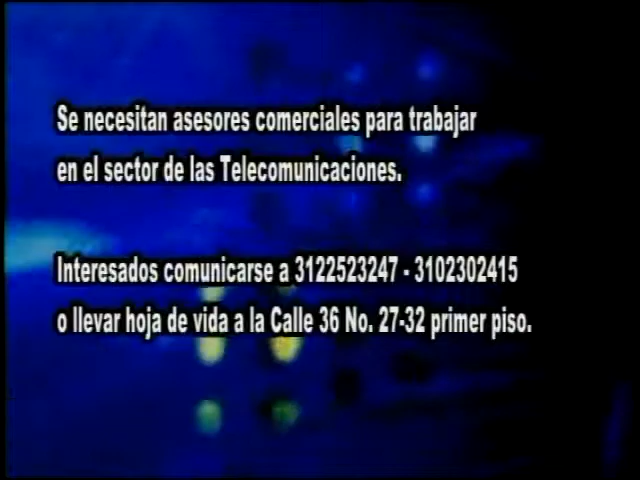 Se necesitan asesores comerciales para trabajar
en el sector de las Telecomunicaciones.
Interesados comunicarse a 3122523247 - 3102302415
o llevar hoja de vida a la Calle 36 No. 27-32 primer piso.